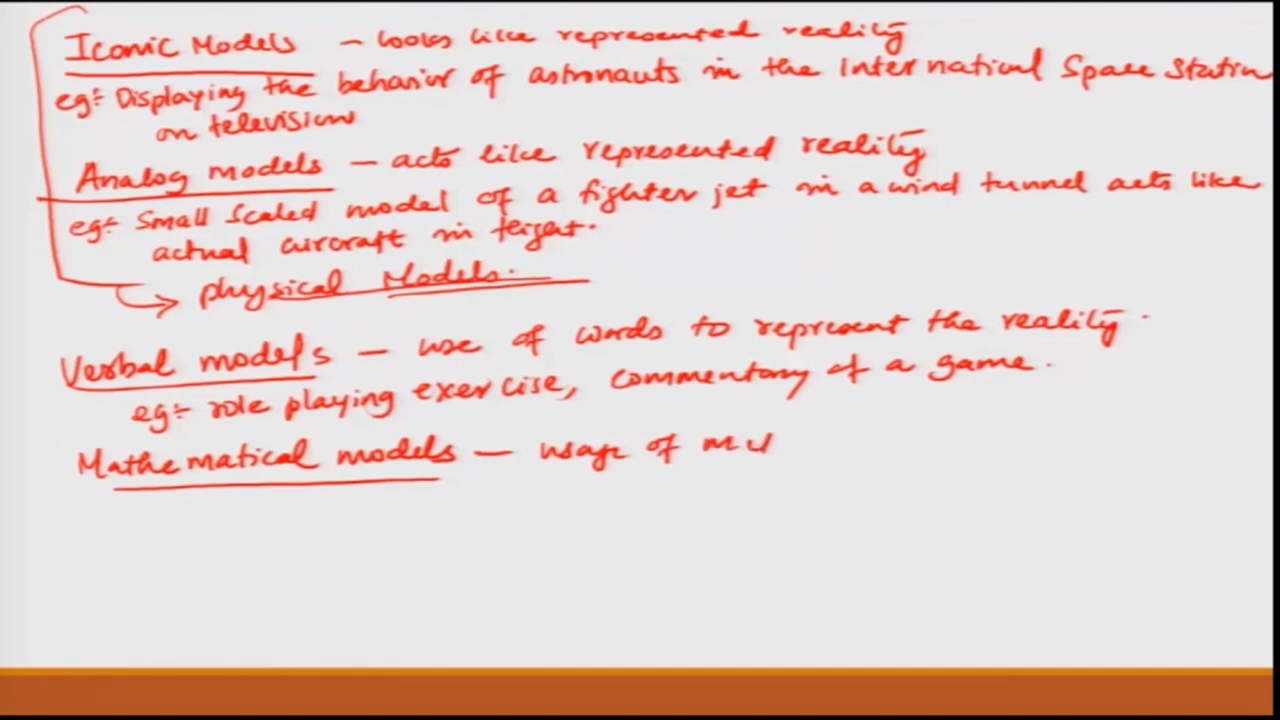 Iconic Models - looks like represented reality
eg:- Displaying the behavior of astronauts in the International Space Station
on television
Analog models - acts like represented reality
eg:- Small scaled model of a fighter jet in a wind tunnel acts like
actual aircraft in
→ physical Models.
Verbal models - use of words to represent the reality.
eg:- role playing exercise, commentary of a game.
Mathematical models - usage of